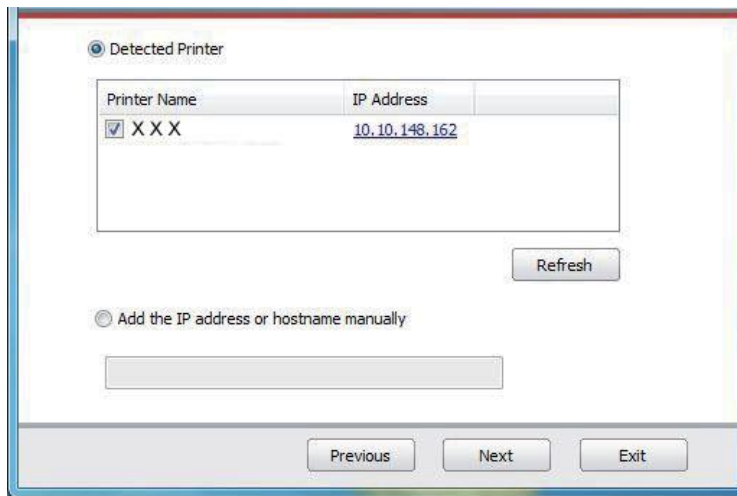 Detected Printer
Printer Name IP Address
X X X 10.10.148.162
Refresh
Add the IP address or hostname manually
Previous Next Exit